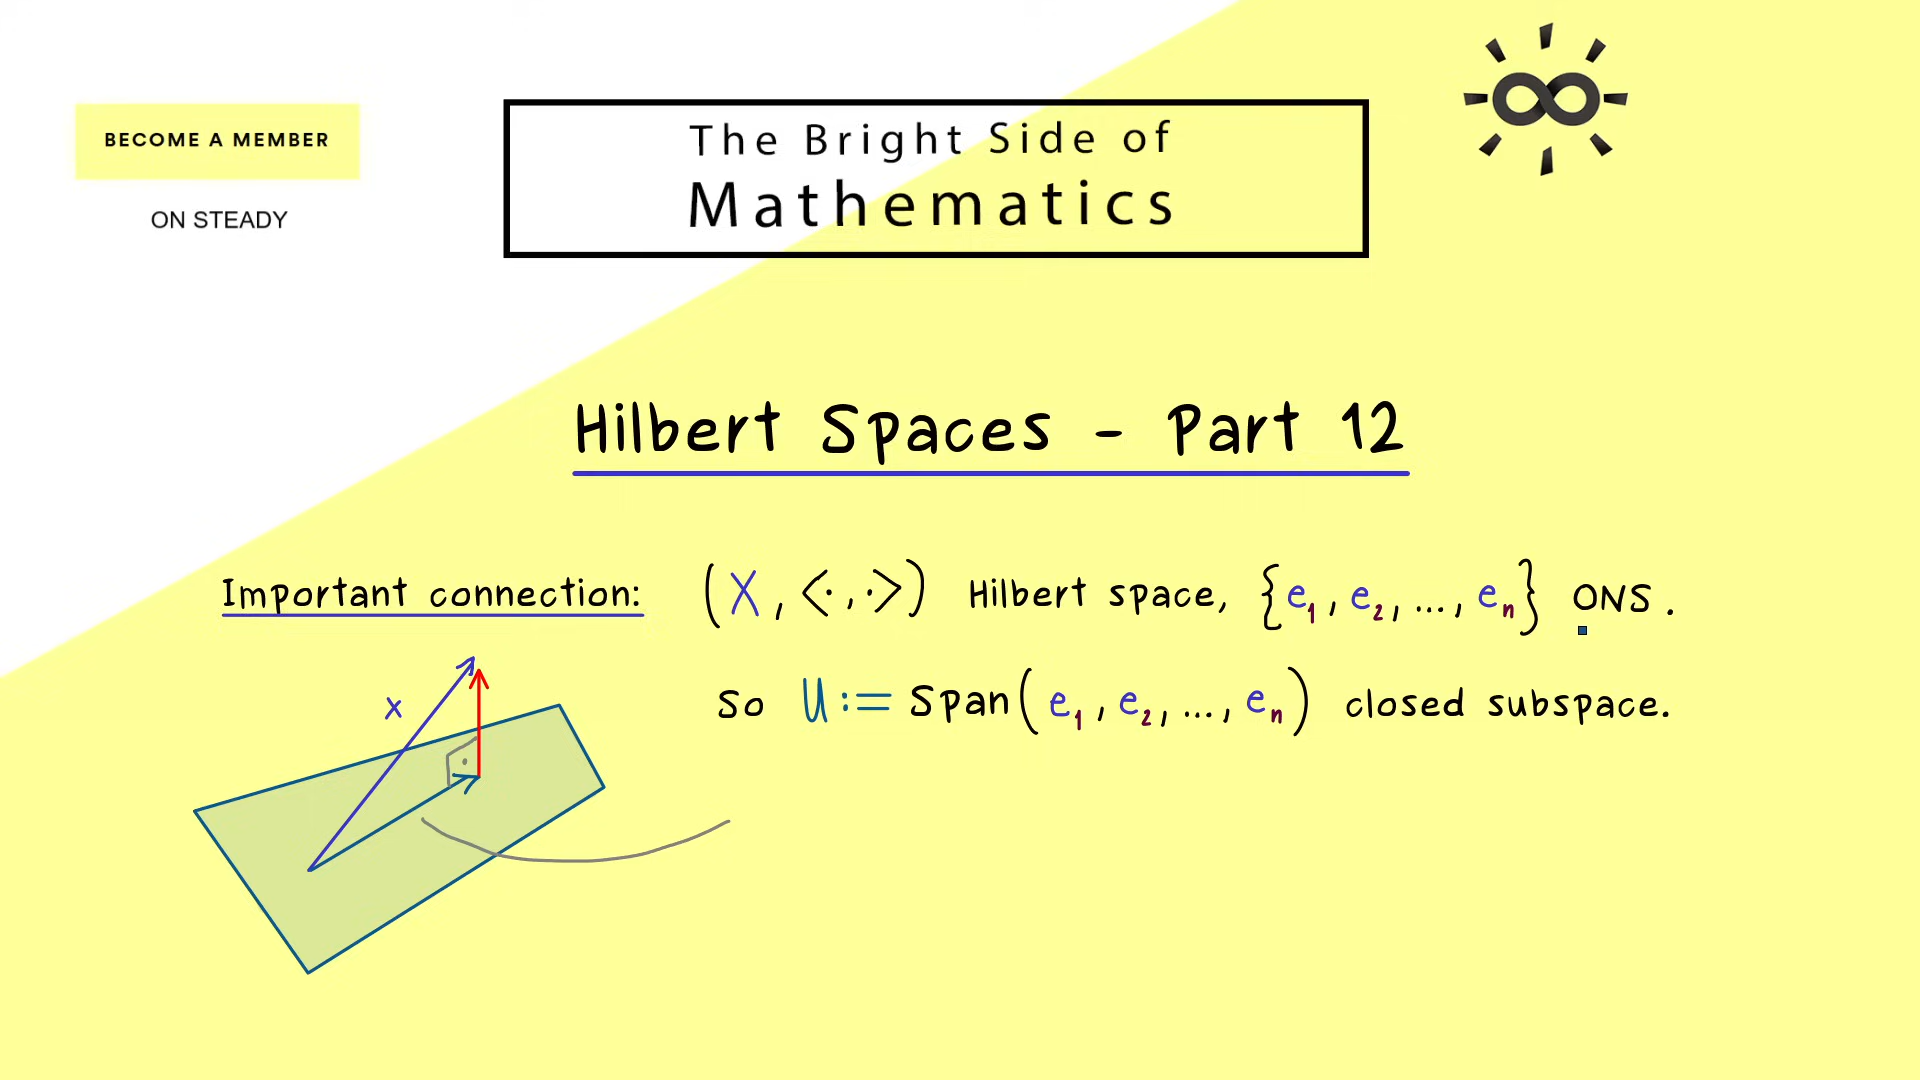 BECOME A MEMBER
ON STEADY
The Bright Side of
Mathematics
Hilbert Spaces - Part 12
Important connection: (X, <·,·>) Hilbert space, {e₁, e₂, ..., eₙ} ONS.
so U := Span(e₁, e₂, ..., eₙ) closed subspace.
x